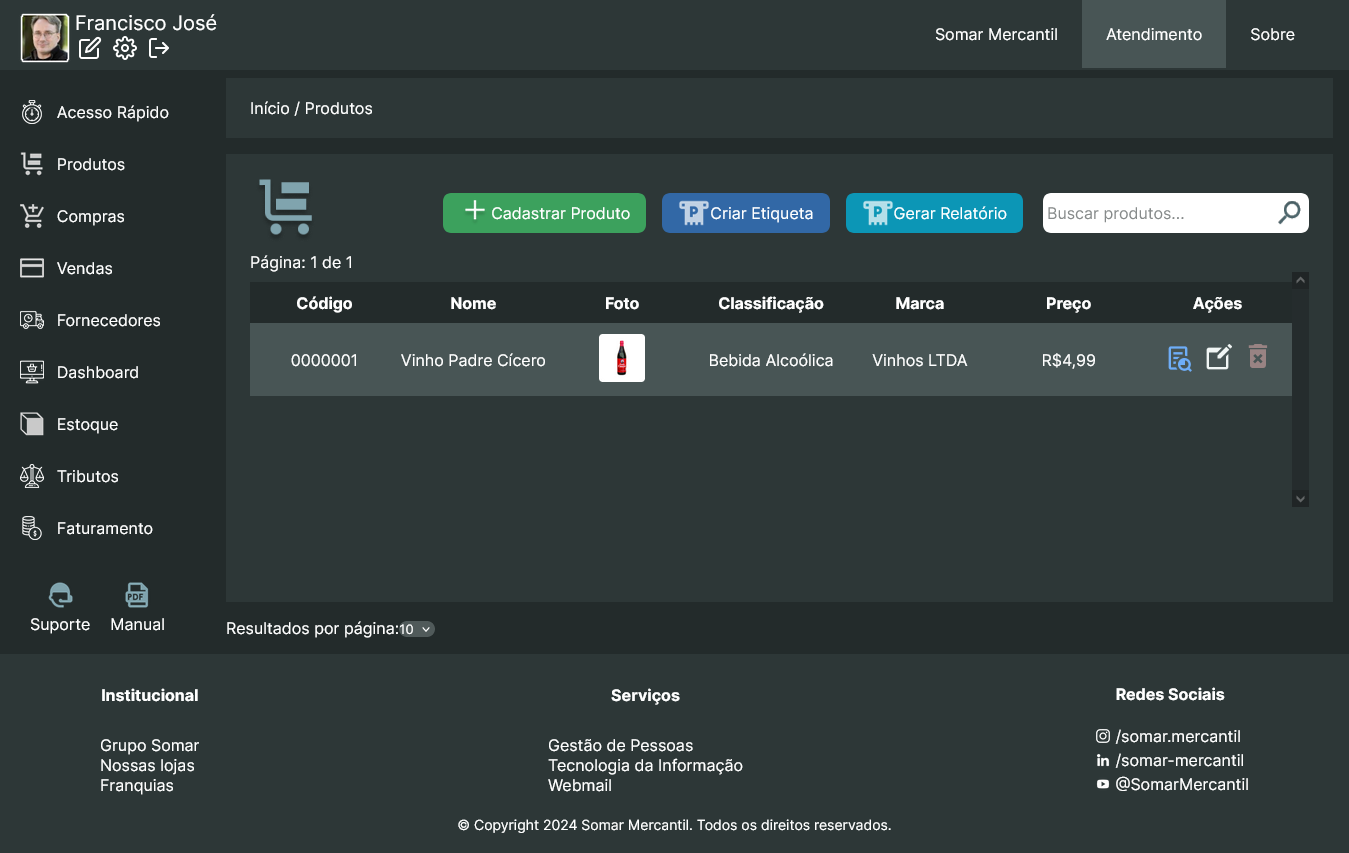 Francisco José
Somar Mercantil
Atendimento
Sobre
Acesso Rápido
Produtos
Compras
Vendas
Fornecedores
Dashboard
Estoque
Tributos
Faturamento
Suporte
Manual
PDF
Início / Produtos
Cadastrar Produto
P
Criar Etiqueta
P
Gerar Relatório
Buscar produtos...
Página: 1 de 1
Código Nome Foto Classificação Marca Preço Ações
0000001 Vinho Padre Cícero Bebida Alcoólica Vinhos LTDA R$4,99
Resultados por página: 10
Institucional
Grupo Somar
Nossas lojas
Franquias
Serviços
Gestão de Pessoas
Tecnologia da Informação
Webmail
Redes Sociais
/somar.mercantil
/somar-mercantil
@SomarMercantil
© Copyright 2024 Somar Mercantil. Todos os direitos reservados.